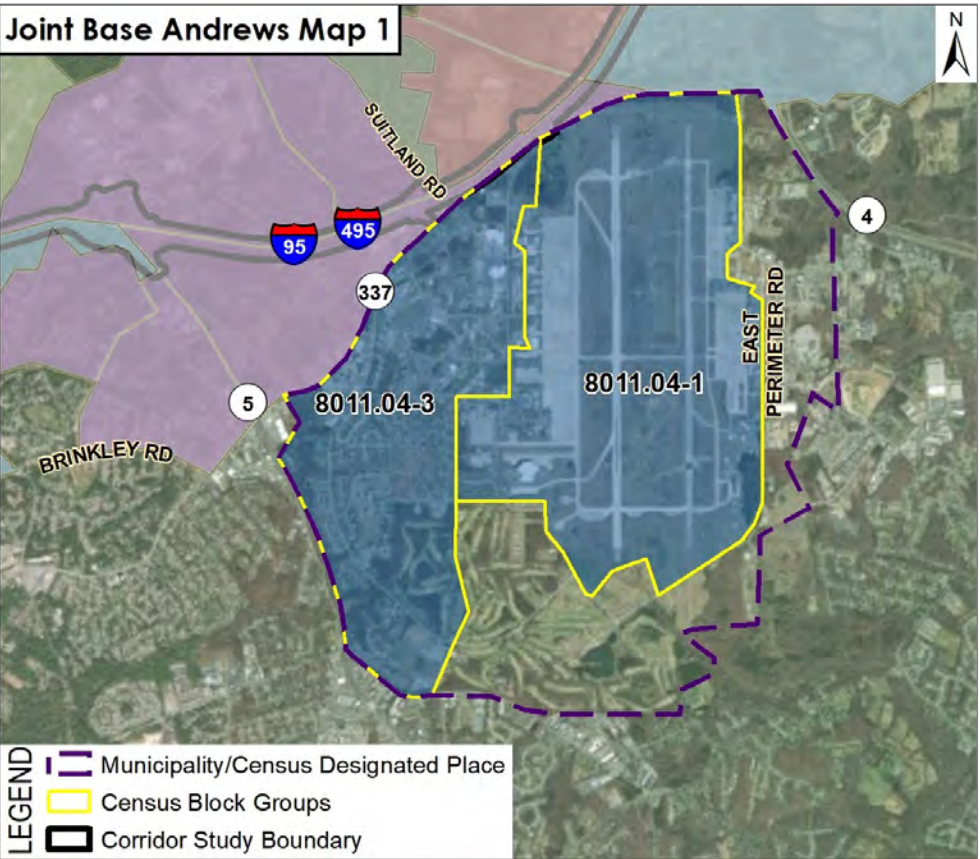 Joint Base Andrews Map 1
N
SUITLAND RD
4
495
95
337
EAST
PERIMETER RD
8011.04-1
8011.04-3
5
BRINKLEY RD
LEGEND
Municipality/Census Designated Place
Census Block Groups
Corridor Study Boundary